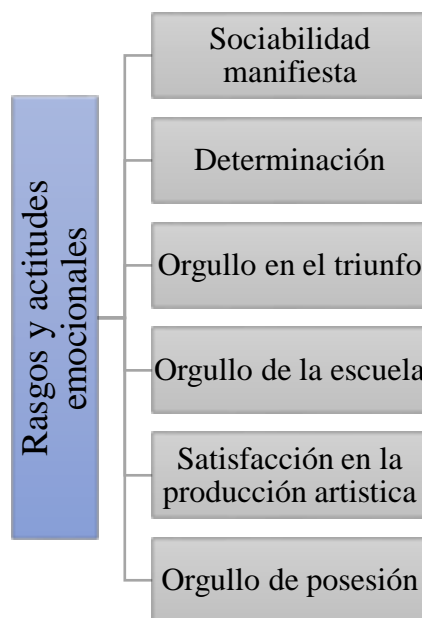 Rasgos y actitudes
emocionales
Sociabilidad
manifiesta
Determinación
Orgullo en el triunfo
Orgullo de la escuela
Satisfacción en la
producción artistica
Orgullo de posesión